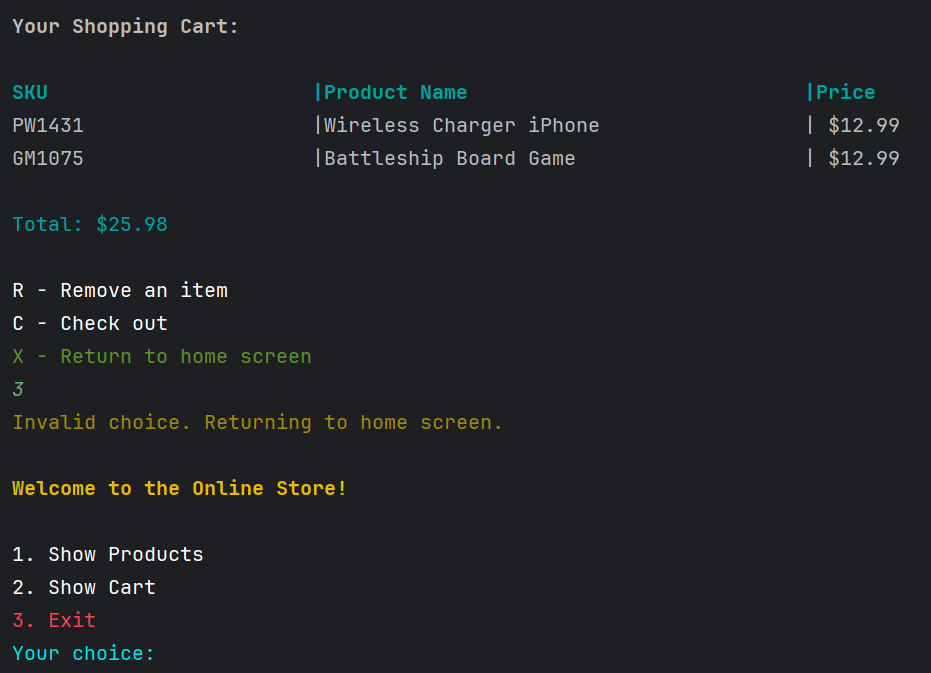 Your Shopping Cart:
SKU |Product Name |Price
PW1431 |Wireless Charger iPhone | $12.99
GM1075 |Battleship Board Game | $12.99
Total: $25.98
R - Remove an item
C - Check out
X - Return to home screen
3
Invalid choice. Returning to home screen.
Welcome to the Online Store!
1. Show Products
2. Show Cart
3. Exit
Your choice: